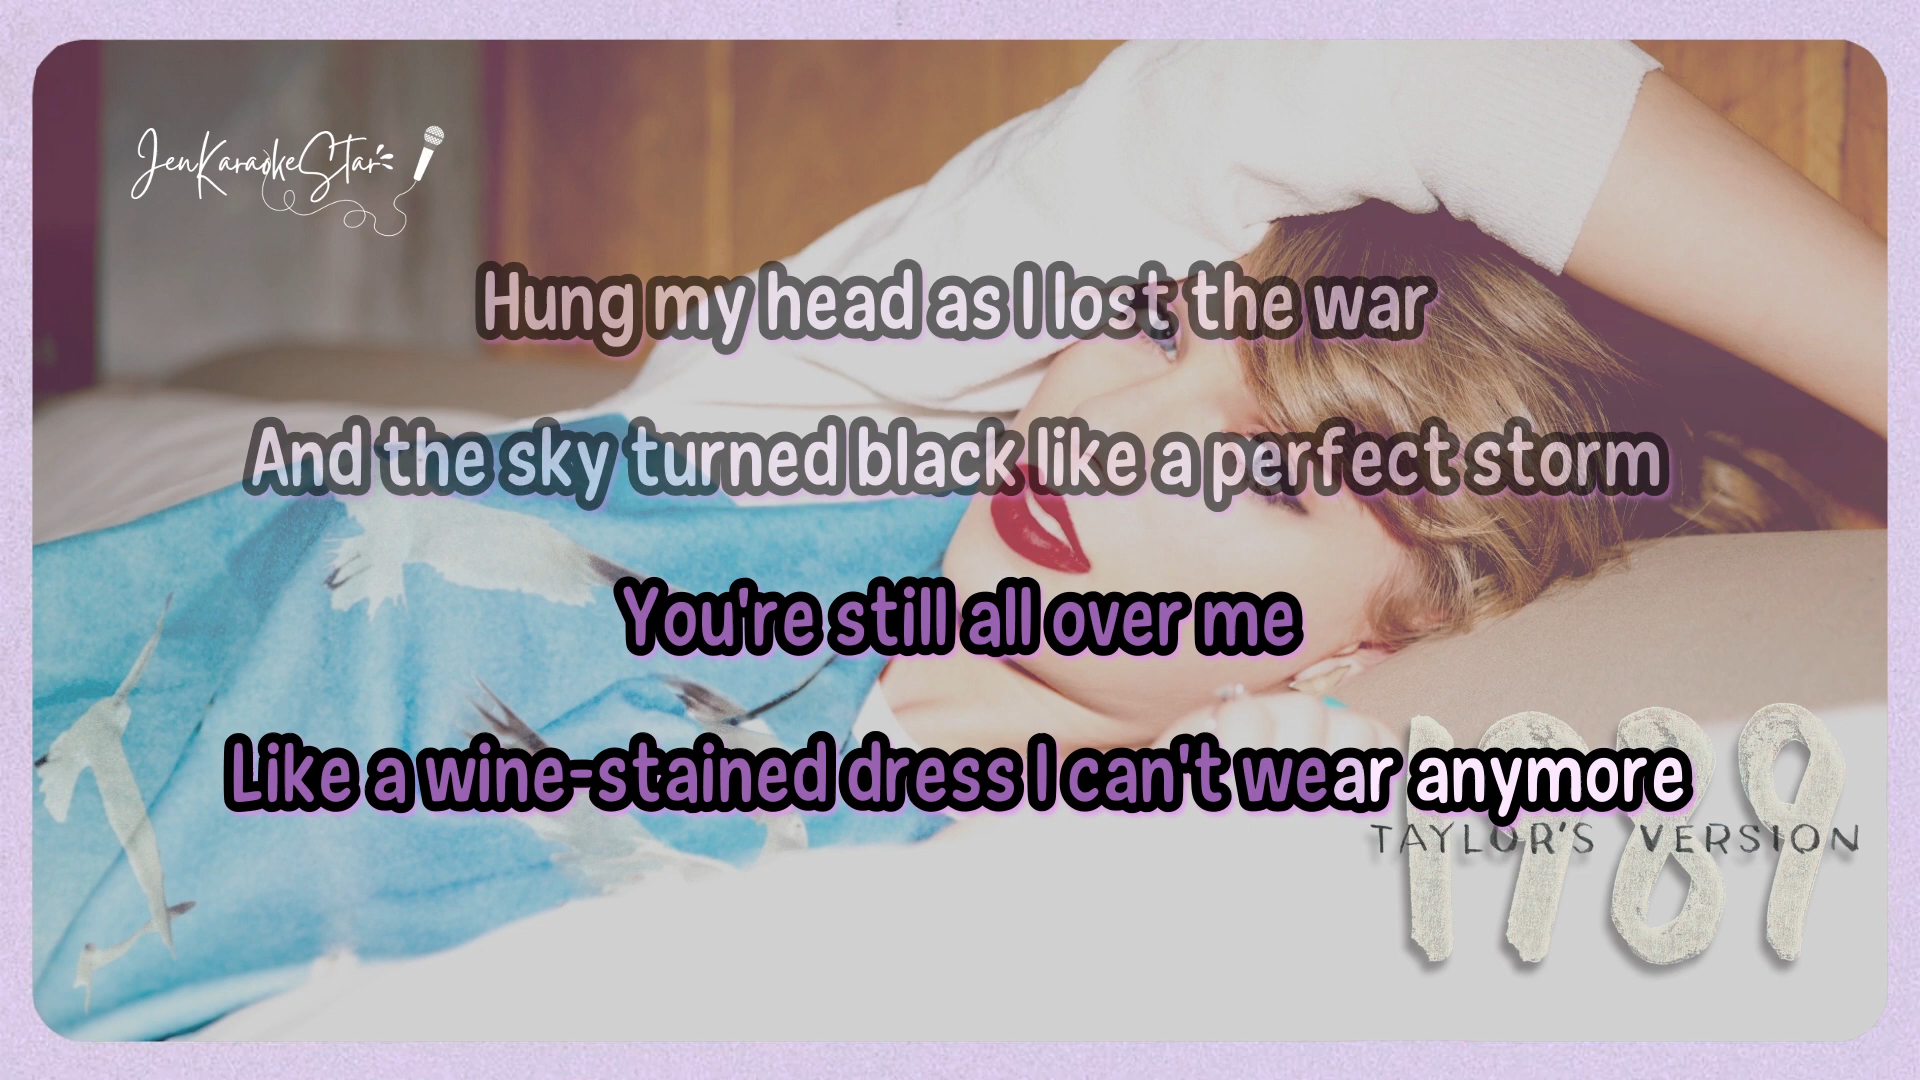 JenKaraokeStar
Hung my head as I lost the war
And the sky turned black like a perfect storm
You're still all over me
Like a wine-stained dress I can't wear anymore
1989
TAYLOR'S VERSION